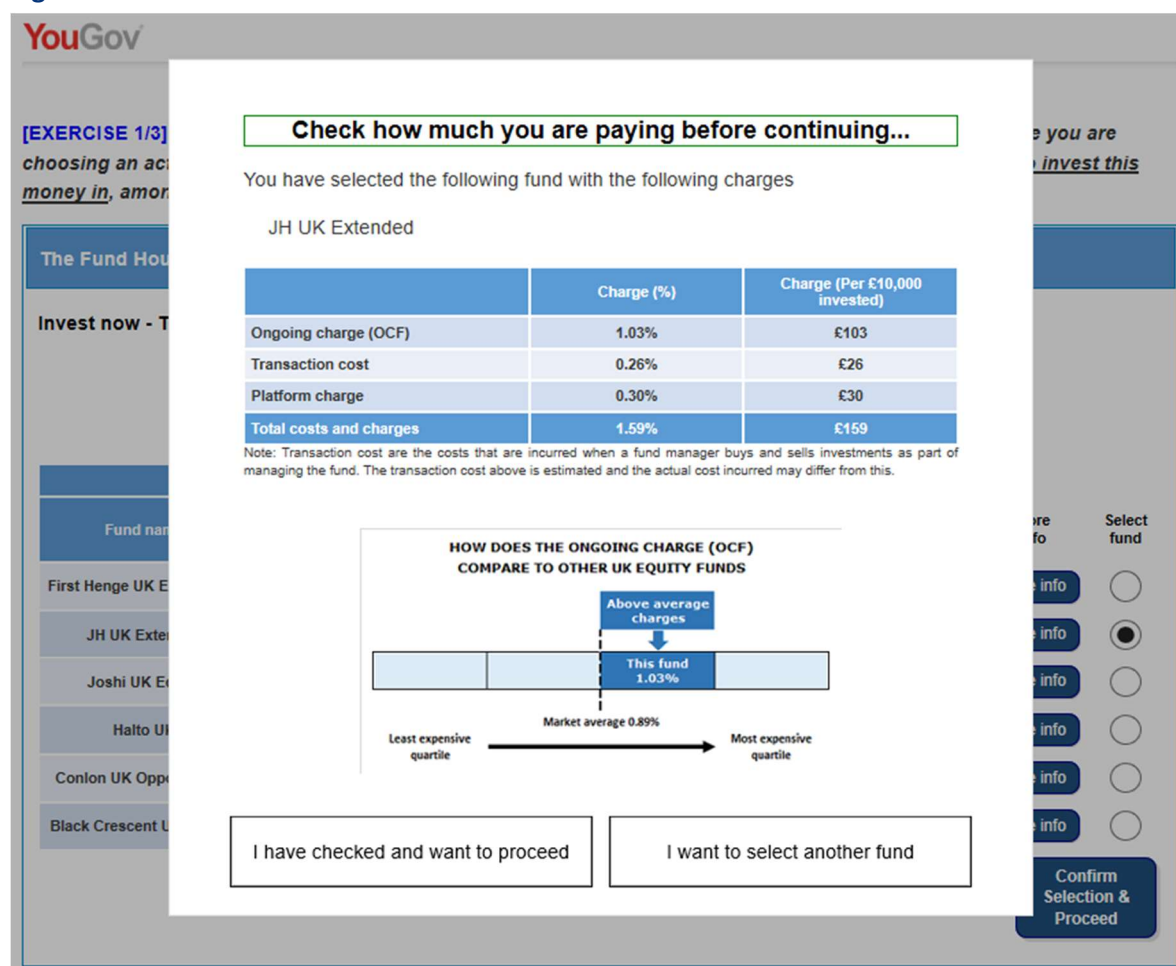 YouGov
[EXERCISE 1/3]
Check how much you are paying before continuing...
e you are
choosing an
invest this
money in,
You have selected the following fund with the following charges
JH UK Extended
The Fund
Charge (%)
Charge (Per £10,000
invested)
Invest now -
Ongoing charge (OCF) 1.03% £103
Transaction cost 0.26% £26
Platform charge 0.30% £30
Total costs and charges 1.59% £159
Note: Transaction cost are the costs that are incurred when a fund manager buys and sells investments as part of
managing the fund. The transaction cost above is estimated and the actual cost incurred may differ from this.
Fund
Select
fund
HOW DOES THE ONGOING CHARGE (OCF)
COMPARE TO OTHER UK EQUITY FUNDS
First Henge UK
info
Above average
charges
JH UK
info
This fund
1.03%
Joshi UK
info
Market average 0.89%
Halto
info
Least expensive
quartile
Most expensive
quartile
Conlon UK
info
Black Crescent
info
I have checked and want to proceed
I want to select another fund
Confirm
Selection &
Proceed